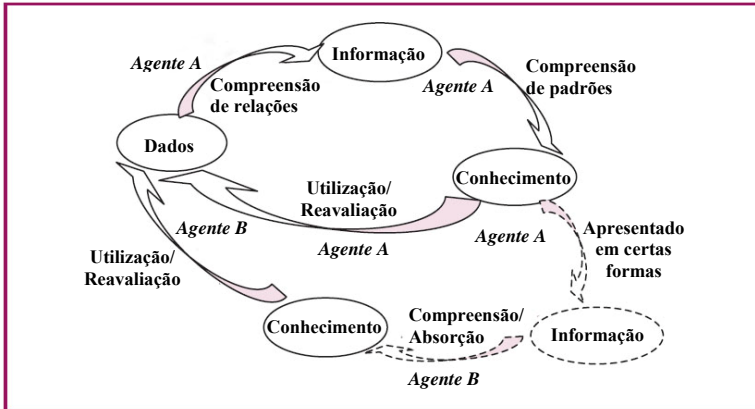 Informação
Agente A
Compreensão
de relações
Agente A
Compreensão
de padrões
Dados
Conhecimento
Utilização/
Reavaliação
Agente A
Agente A
Apresentado
em certas
formas
Agente B
Utilização/
Reavaliação
Conhecimento
Compreensão/
Absorção
Agente B
Informação